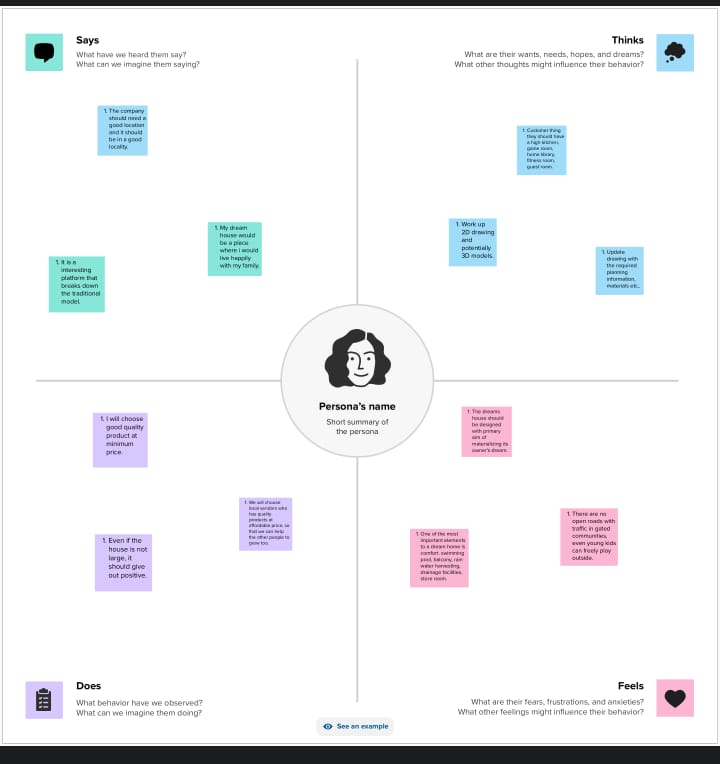 Says
What have we heard them say?
What can we imagine them saying?
Thinks
What are their wants, needs, hopes, and dreams?
What other thoughts might influence their behavior?
1. The company
should need a
good location
and it should
be in a good
locality.
1. Customer thing
they should have
a high kitchen,
game room,
home library,
fitness room,
guest room.
1. My dream
house would
be a place
where i would
live happily
with my family.
1. Work up
2D drawing
and
potentially
3D models.
1. It is a
interesting
platform that
breaks down
the traditional
model.
1. Update
drawing with
the required
planning
information,
materials etc..
Persona's name
Short summary of
the persona
1. I will choose
good quality
product at
minimum
price.
1. The dreams
house should
be designed
with primary
aim of
materializing its
owner's dream.
1. We will choose
local vendors who
has quality
products at
affordable price, so
that we can help
the other people to
grow too.
1. Even if the
house is not
large, it
should give
out positive.
1. One of the most
important elements
to a dream home is
comfort. swimming
pool, balcony, rain
water harvesting,
drainage facilities,
store room.
1. There are no
open roads with
traffic in gated
communities,
even young kids
can freely play
outside.
Does
What behavior have we observed?
What can we imagine them doing?
Feels
What are their fears, frustrations, and anxieties?
What other feelings might influence their behavior?
See an example